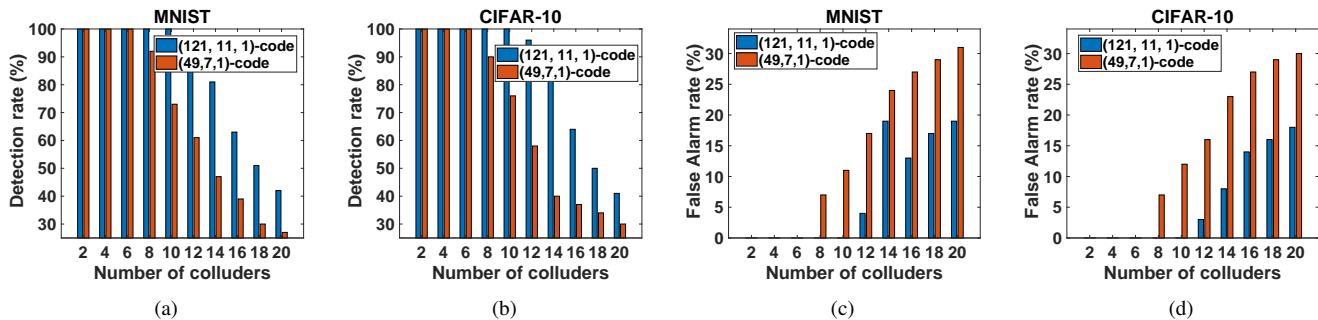 MNIST
Detection rate (%)
100
90
80
70
60
50
40
30
(121, 11, 1)-code
(49,7,1)-code
2 4 6 8 10 12 14 16 18 20
Number of colluders
(a)
CIFAR-10
Detection rate (%)
100
90
80
70
60
50
40
30
(121, 11, 1)-code
(49,7,1)-code
2 4 6 8 10 12 14 16 18 20
Number of colluders
(b)
MNIST
False Alarm rate (%)
30
25
20
15
10
5
0
(121, 11, 1)-code
(49,7,1)-code
2 4 6 8 10 12 14 16 18 20
Number of colluders
(c)
CIFAR-10
False Alarm rate (%)
30
25
20
15
10
5
0
(121, 11, 1)-code
(49,7,1)-code
2 4 6 8 10 12 14 16 18 20
Number of colluders
(d)